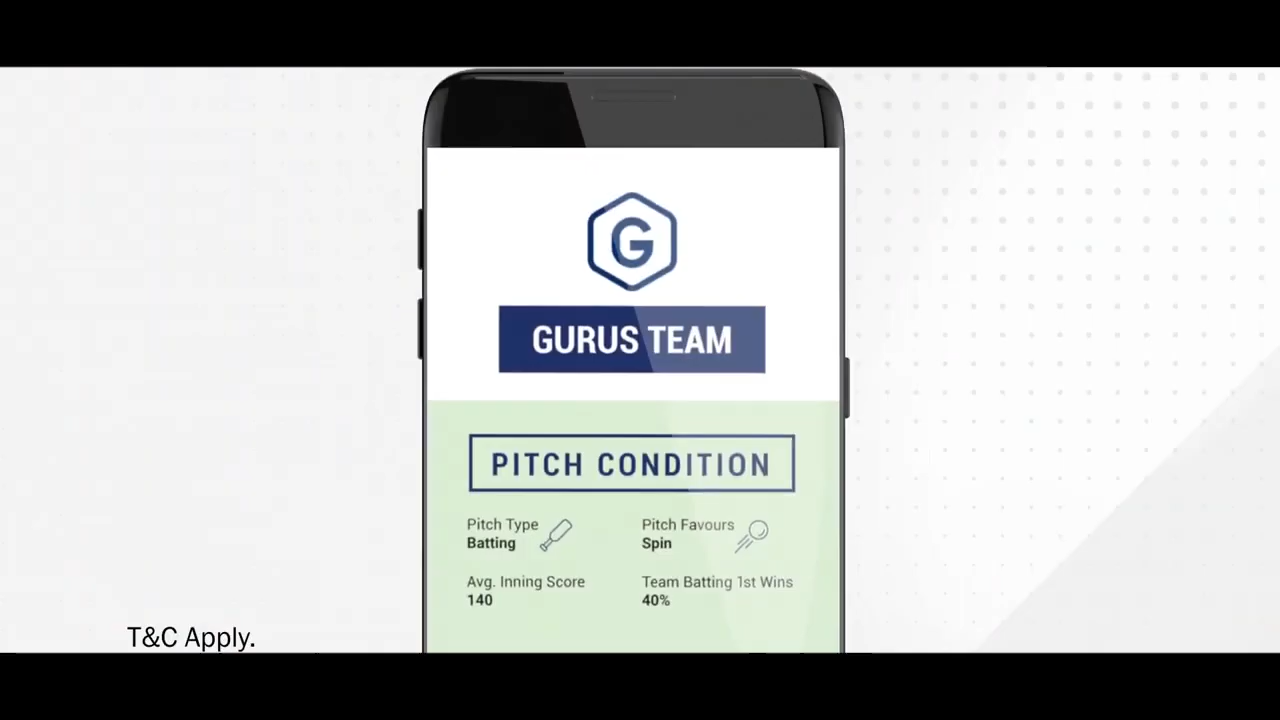 G
GURUS TEAM
PITCH CONDITION
Pitch Type
Batting
Pitch Favours
Spin
Avg. Inning Score
140
Team Batting 1st Wins
40%
T&C Apply.